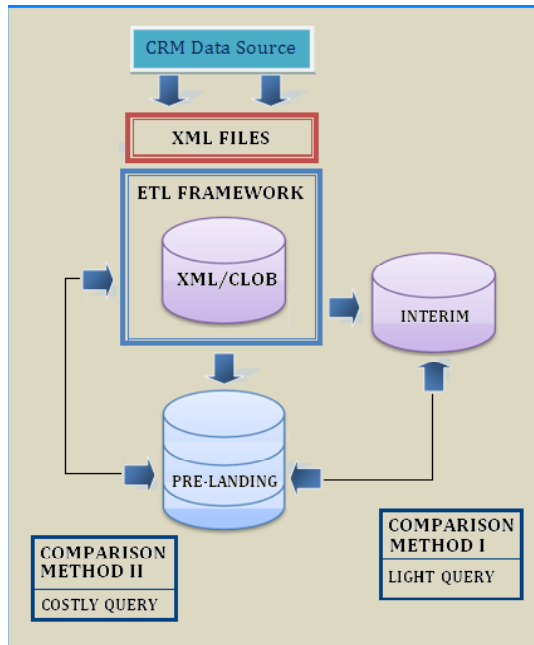 CRM Data Source
XML FILES
ETL FRAMEWORK
XML/CLOB
INTERIM
PRE-LANDING
COMPARISON
METHOD II
COSTLY QUERY
COMPARISON
METHOD I
LIGHT QUERY